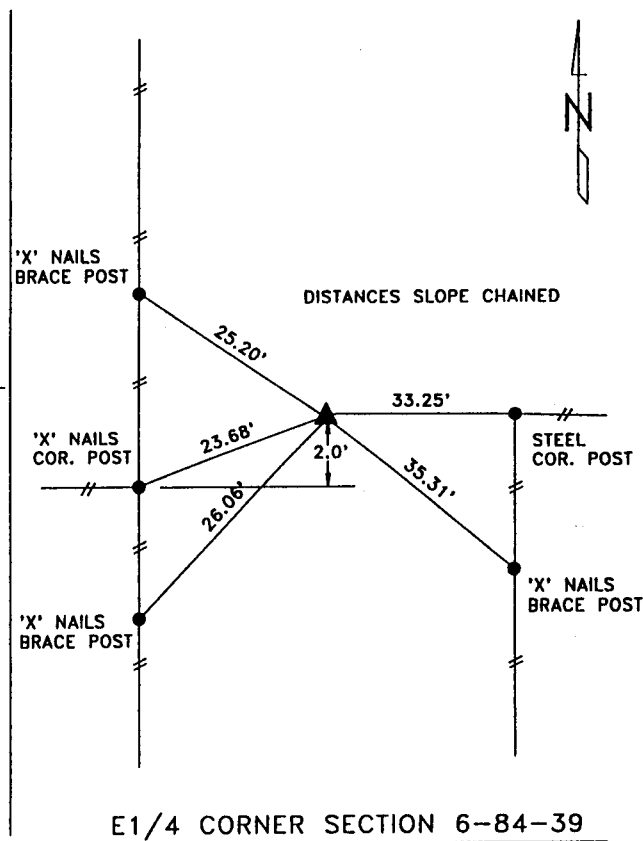 N
'X' NAILS
BRACE POST
DISTANCES SLOPE CHAINED
25.20'
33.25'
'X' NAILS
COR. POST
23.68'
2.0'
STEEL
COR. POST
35.31'
26.06'
'X' NAILS
BRACE POST
'X' NAILS
BRACE POST
E1/4 CORNER SECTION 6-84-39